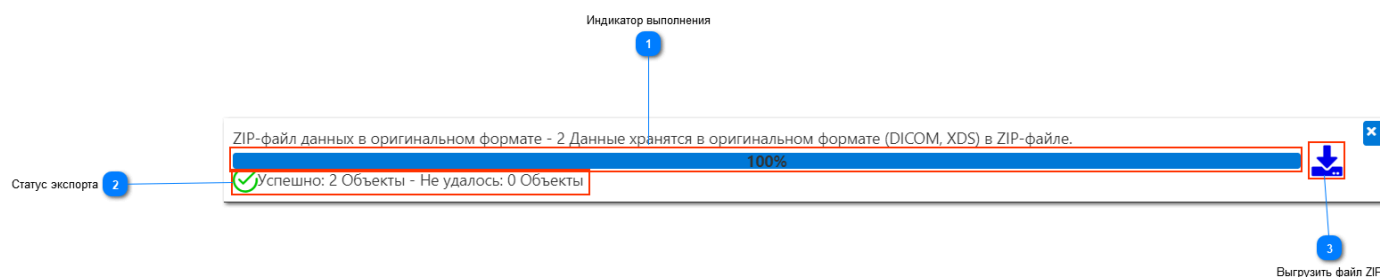 Индикатор выполнения
1
ZIP-файл данных в оригинальном формате - 2 Данные хранятся в оригинальном формате (DICOM, XDS) в ZIP-файле.
100%
Статус экспорта 2
Успешно: 2 Объекты - Не удалось: 0 Объекты
3
Выгрузить файл ZIP